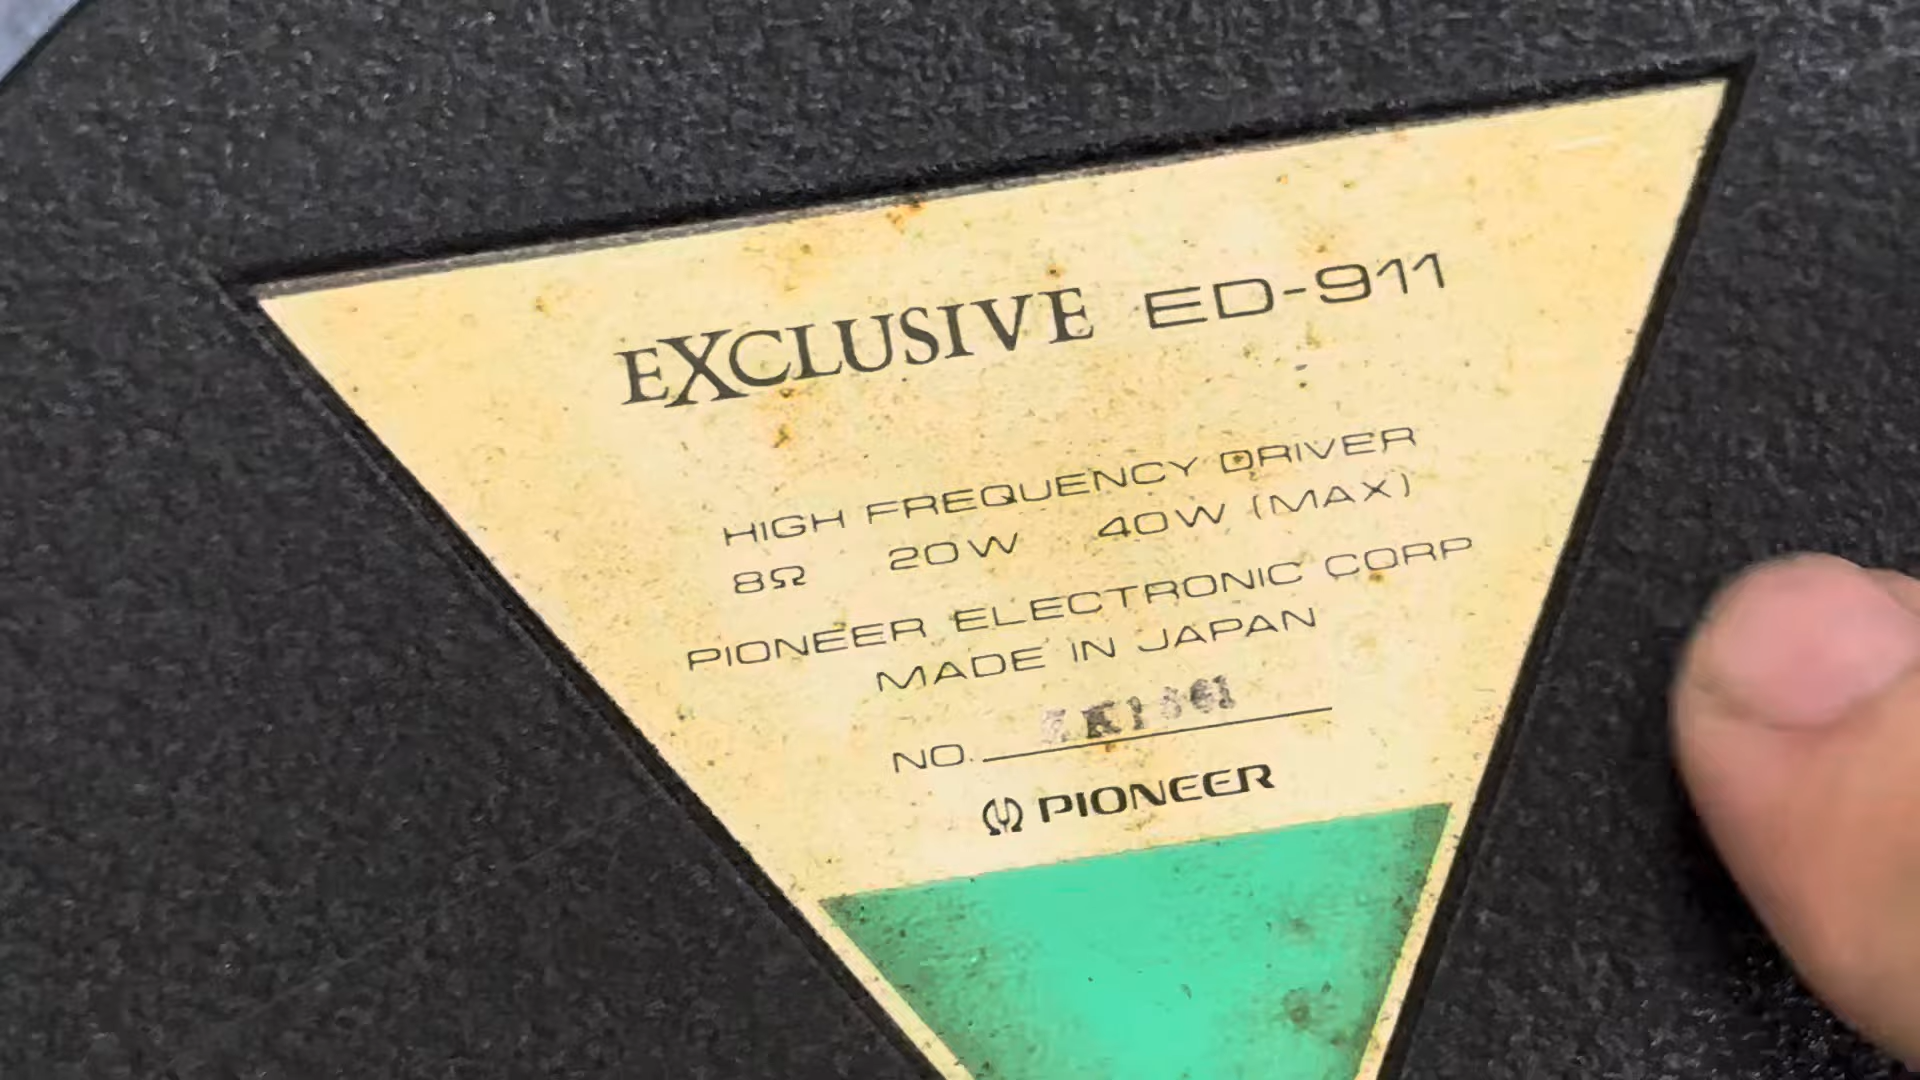 EXCLUSIVE ED-911
HIGH FREQUENCY DRIVER
8Ω 20W 40W (MAX)
PIONEER ELECTRONIC CORP
MADE IN JAPAN
NO.
PIONEER